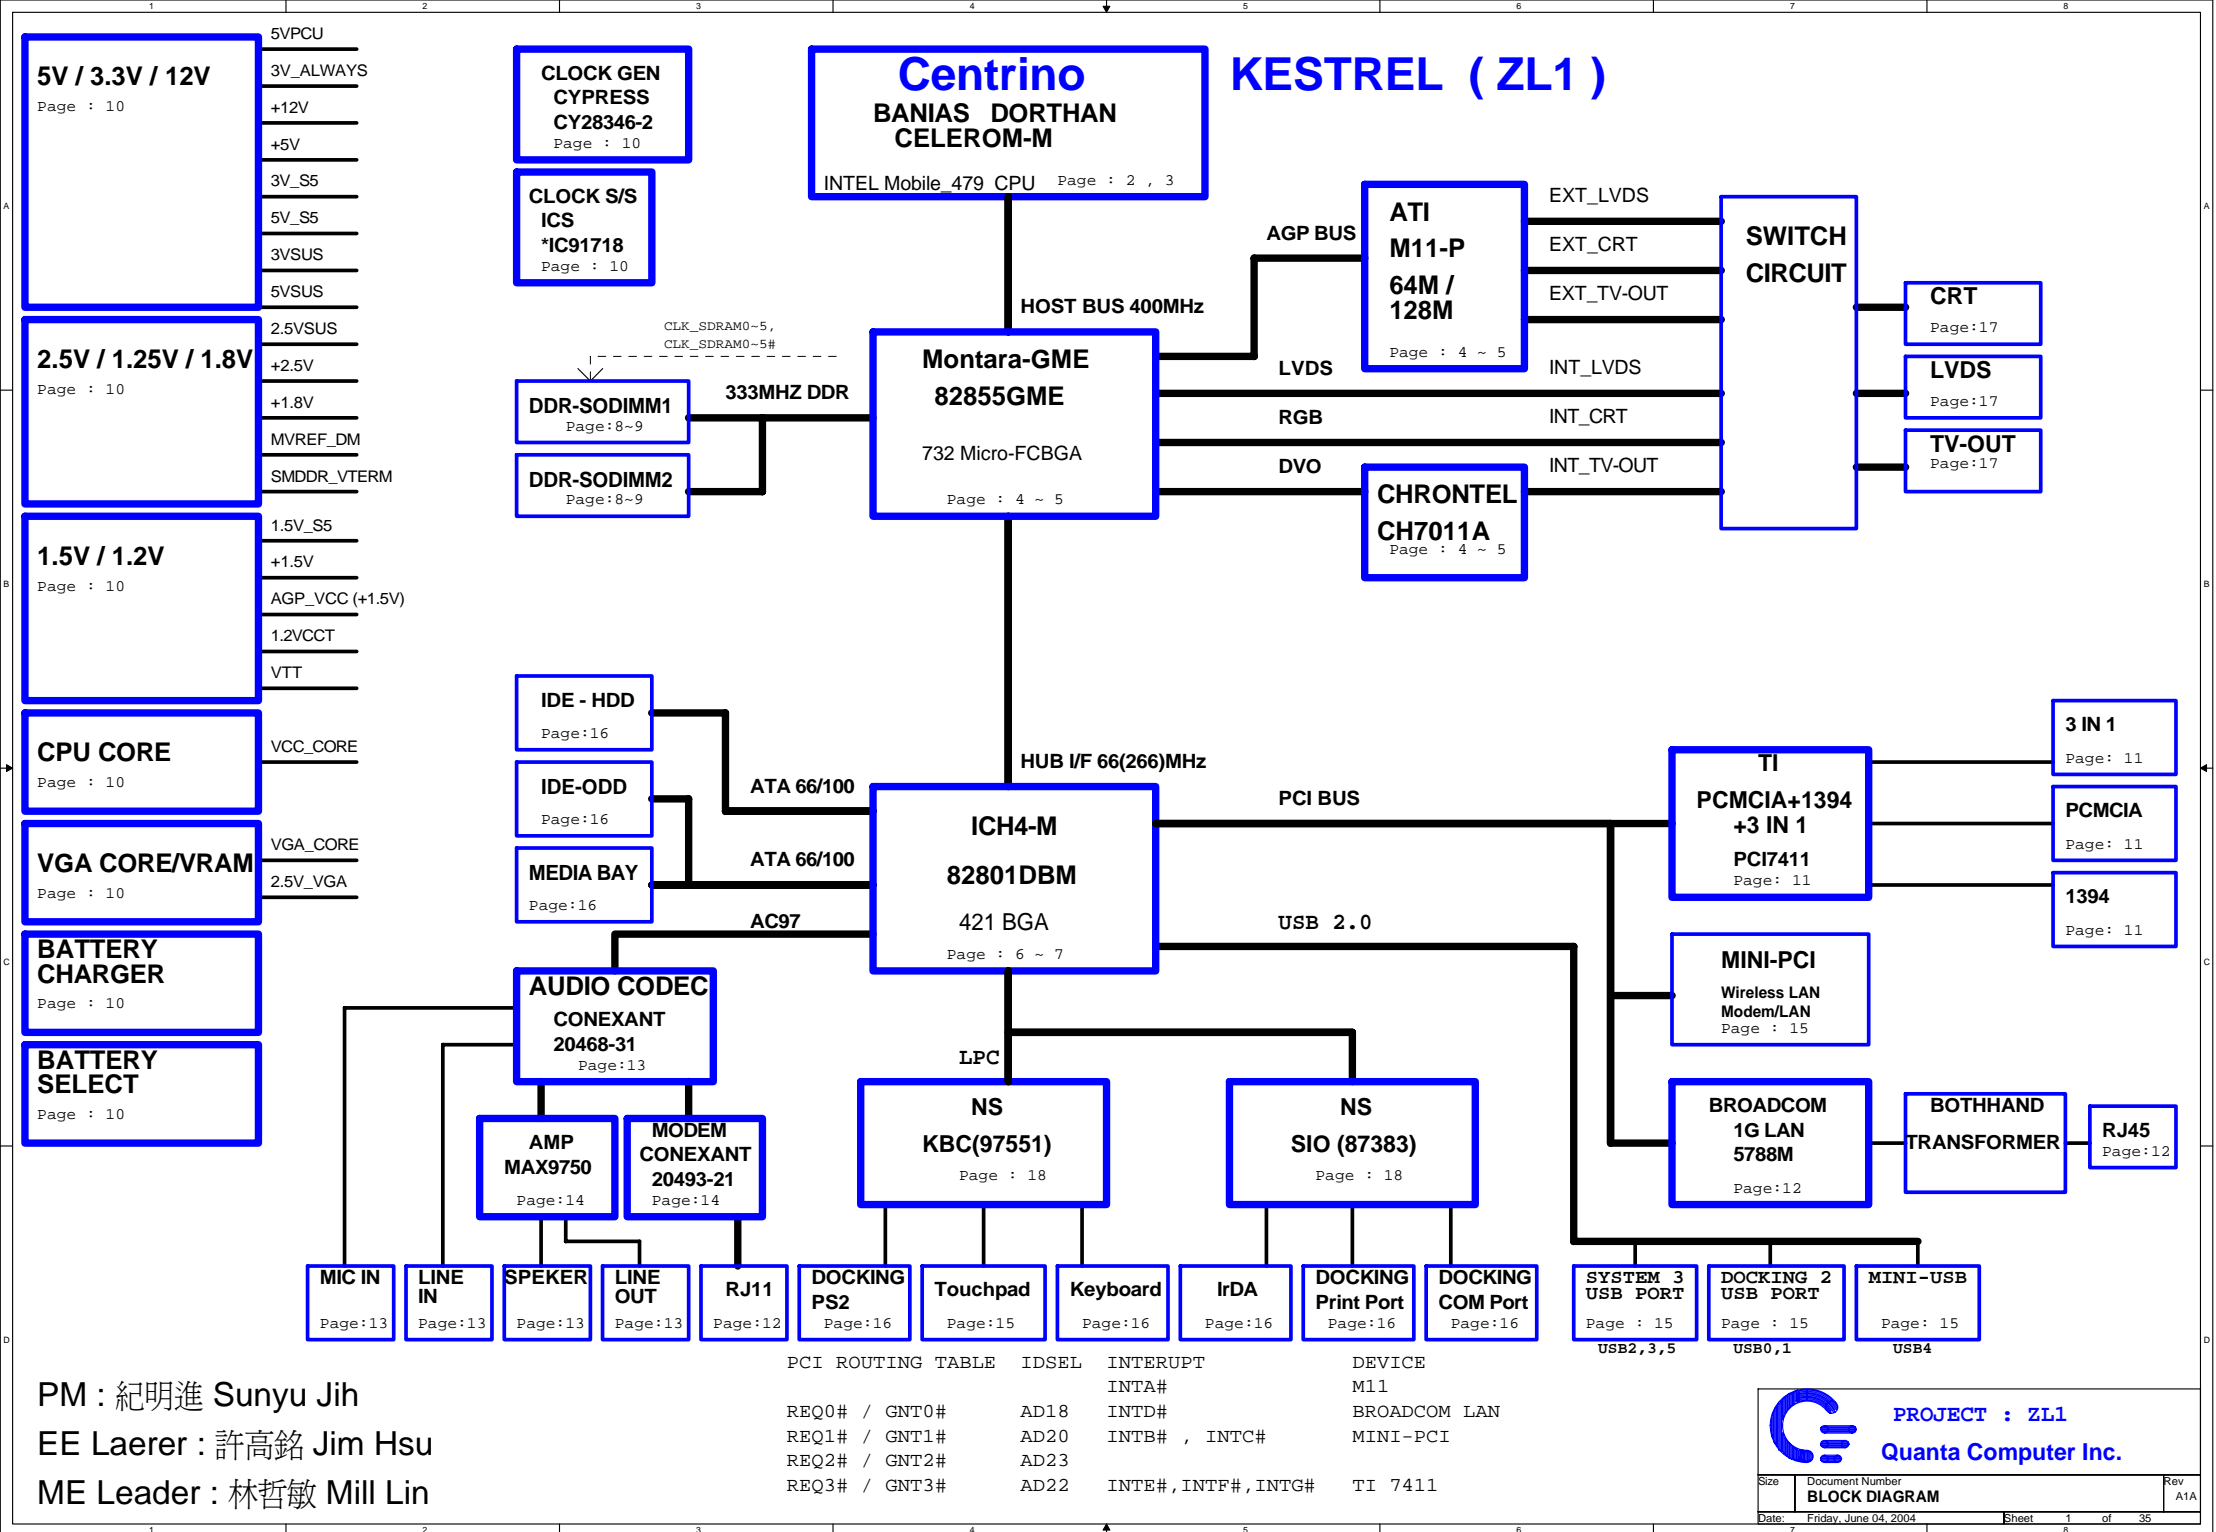 1 2 3 4 5 6 7 8
5V / 3.3V / 12V
Page : 10
5VPCU
3V_ALWAYS
+12V
+5V
3V_S5
5V_S5
3VSUS
5VSUS
2.5V / 1.25V / 1.8V
Page : 10
2.5VSUS
+2.5V
+1.8V
MVREF_DM
SMDDR_VTERM
1.5V / 1.2V
Page : 10
1.5V_S5
+1.5V
AGP_VCC (+1.5V)
1.2VCCT
VTT
CPU CORE
Page : 10
VCC_CORE
VGA CORE/VRAM
Page : 10
VGA_CORE
2.5V_VGA
BATTERY
CHARGER
Page : 10
BATTERY
SELECT
Page : 10
CLOCK GEN
CYPRESS
CY28346-2
Page : 10
CLOCK S/S
ICS
*IC91718
Page : 10
Centrino
BANIAS DORTHAN
CELEROM-M
INTEL Mobile_479 CPU Page : 2 , 3
KESTREL ( ZL1 )
HOST BUS 400MHz
CLK_SDRAM0~5,
CLK_SDRAM0~5#
DDR-SODIMM1
Page:8~9
DDR-SODIMM2
Page:8~9
333MHZ DDR
Montara-GME
82855GME
732 Micro-FCBGA
Page : 4 ~ 5
AGP BUS
LVDS
RGB
DVO
ATI
M11-P
64M /
128M
Page : 4 ~ 5
CHRONTEL
CH7011A
Page : 4 ~ 5
EXT_LVDS
EXT_CRT
EXT_TV-OUT
INT_LVDS
INT_CRT
INT_TV-OUT
SWITCH
CIRCUIT
CRT
Page:17
LVDS
Page:17
TV-OUT
Page:17
HUB I/F 66(266)MHz
IDE - HDD
Page:16
IDE-ODD
Page:16
MEDIA BAY
Page:16
ATA 66/100
ATA 66/100
AC97
ICH4-M
82801DBM
421 BGA
Page : 6 ~ 7
PCI BUS
USB 2.0
TI
PCMCIA+1394
+3 IN 1
PCI7411
Page: 11
3 IN 1
Page: 11
PCMCIA
Page: 11
1394
Page: 11
MINI-PCI
Wireless LAN
Modem/LAN
Page : 15
BROADCOM
1G LAN
5788M
Page:12
BOTHHAND
TRANSFORMER
RJ45
Page:12
AUDIO CODEC
CONEXANT
20468-31
Page:13
AMP
MAX9750
Page:14
MODEM
CONEXANT
20493-21
Page:14
LPC
NS
KBC(97551)
Page : 18
NS
SIO (87383)
Page : 18
MIC IN
Page:13
LINE
IN
Page:13
SPEKER
Page:13
LINE
OUT
Page:13
RJ11
Page:12
DOCKING
PS2
Page:16
Touchpad
Page:15
Keyboard
Page:16
IrDA
Page:16
DOCKING
Print Port
Page:16
DOCKING
COM Port
Page:16
SYSTEM 3
USB PORT
Page : 15
USB2,3,5
DOCKING 2
USB PORT
Page : 15
USB0,1
MINI-USB
Page: 15
USB4
PCI ROUTING TABLE IDSEL INTERUPT DEVICE
INTA# M11
REQ0# / GNT0# AD18 INTD# BROADCOM LAN
REQ1# / GNT1# AD20 INTB# , INTC# MINI-PCI
REQ2# / GNT2# AD23
REQ3# / GNT3# AD22 INTE#,INTF#,INTG# TI 7411
PM : 紀明進 Sunyu Jih
EE Laerer : 許高銘 Jim Hsu
ME Leader : 林哲敏 Mill Lin
PROJECT : ZL1
Quanta Computer Inc.
Size Document Number Rev
BLOCK DIAGRAM A1A
Date: Friday, June 04, 2004 Sheet 1 of 35
A A
B B
C C
D D
1 2 3 4 5 6 7 8